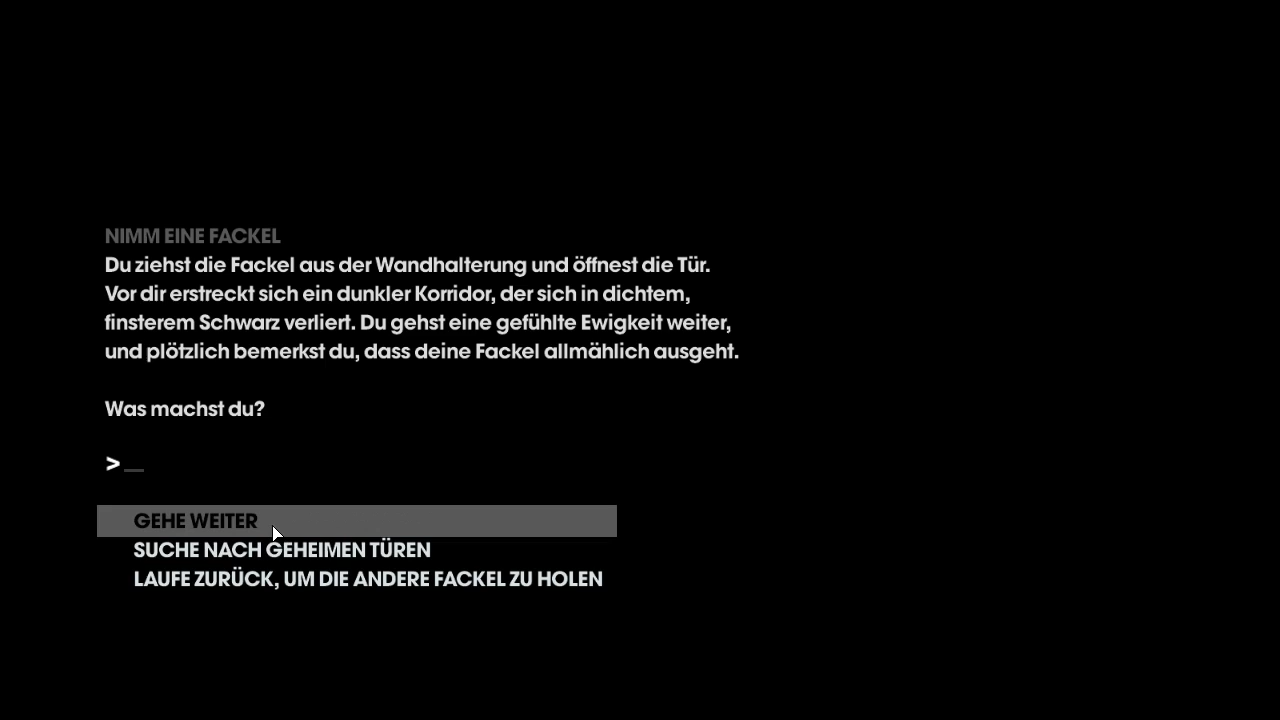 NIMM EINE FACKEL
Du ziehst die Fackel aus der Wandhalterung und öffnest die Tür.
Vor dir erstreckt sich ein dunkler Korridor, der sich in dichtem,
finsterem Schwarz verliert. Du gehst eine gefühlte Ewigkeit weiter,
und plötzlich bemerkst du, dass deine Fackel allmählich ausgeht.
Was machst du?
>_
GEHE WEITER
SUCHE NACH GEHEIMEN TÜREN
LAUFE ZURÜCK, UM DIE ANDERE FACKEL ZU HOLEN